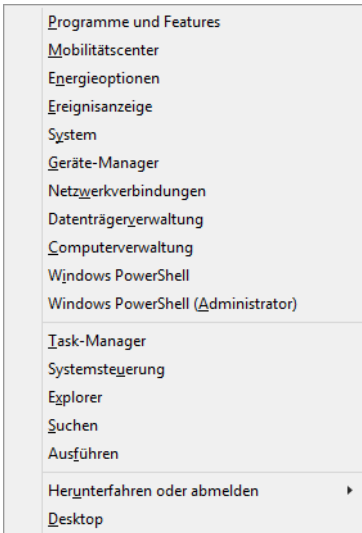 Programme und Features
Mobilitätscenter
Energieoptionen
Ereignisanzeige
System
Geräte-Manager
Netzwerkverbindungen
Datenträgerverwaltung
Computerverwaltung
Windows PowerShell
Windows PowerShell (Administrator)
Task-Manager
Systemsteuerung
Explorer
Suchen
Ausführen
Herunterfahren oder abmelden
Desktop